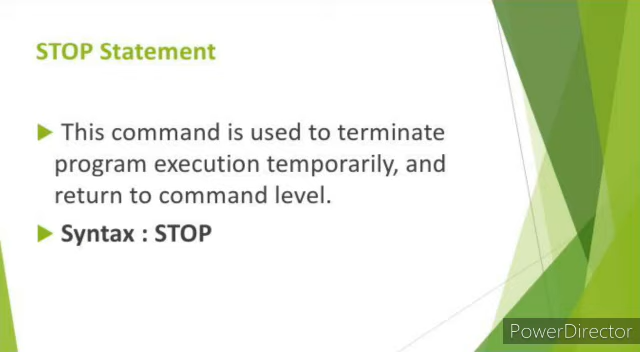 STOP Statement
This command is used to terminate
program execution temporarily, and
return to command level.
Syntax : STOP
PowerDirector